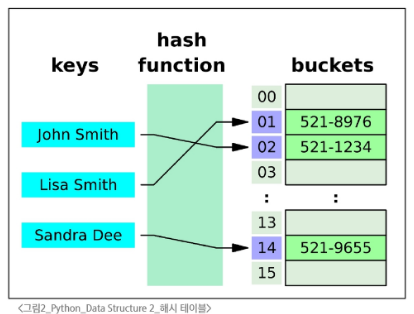 keys
hash
function
buckets
John Smith
Lisa Smith
Sandra Dee
00
01 521-8976
02 521-1234
03
: :
13
14 521-9655
15
<그림2_Python_Data Structure 2_해시 테이블>